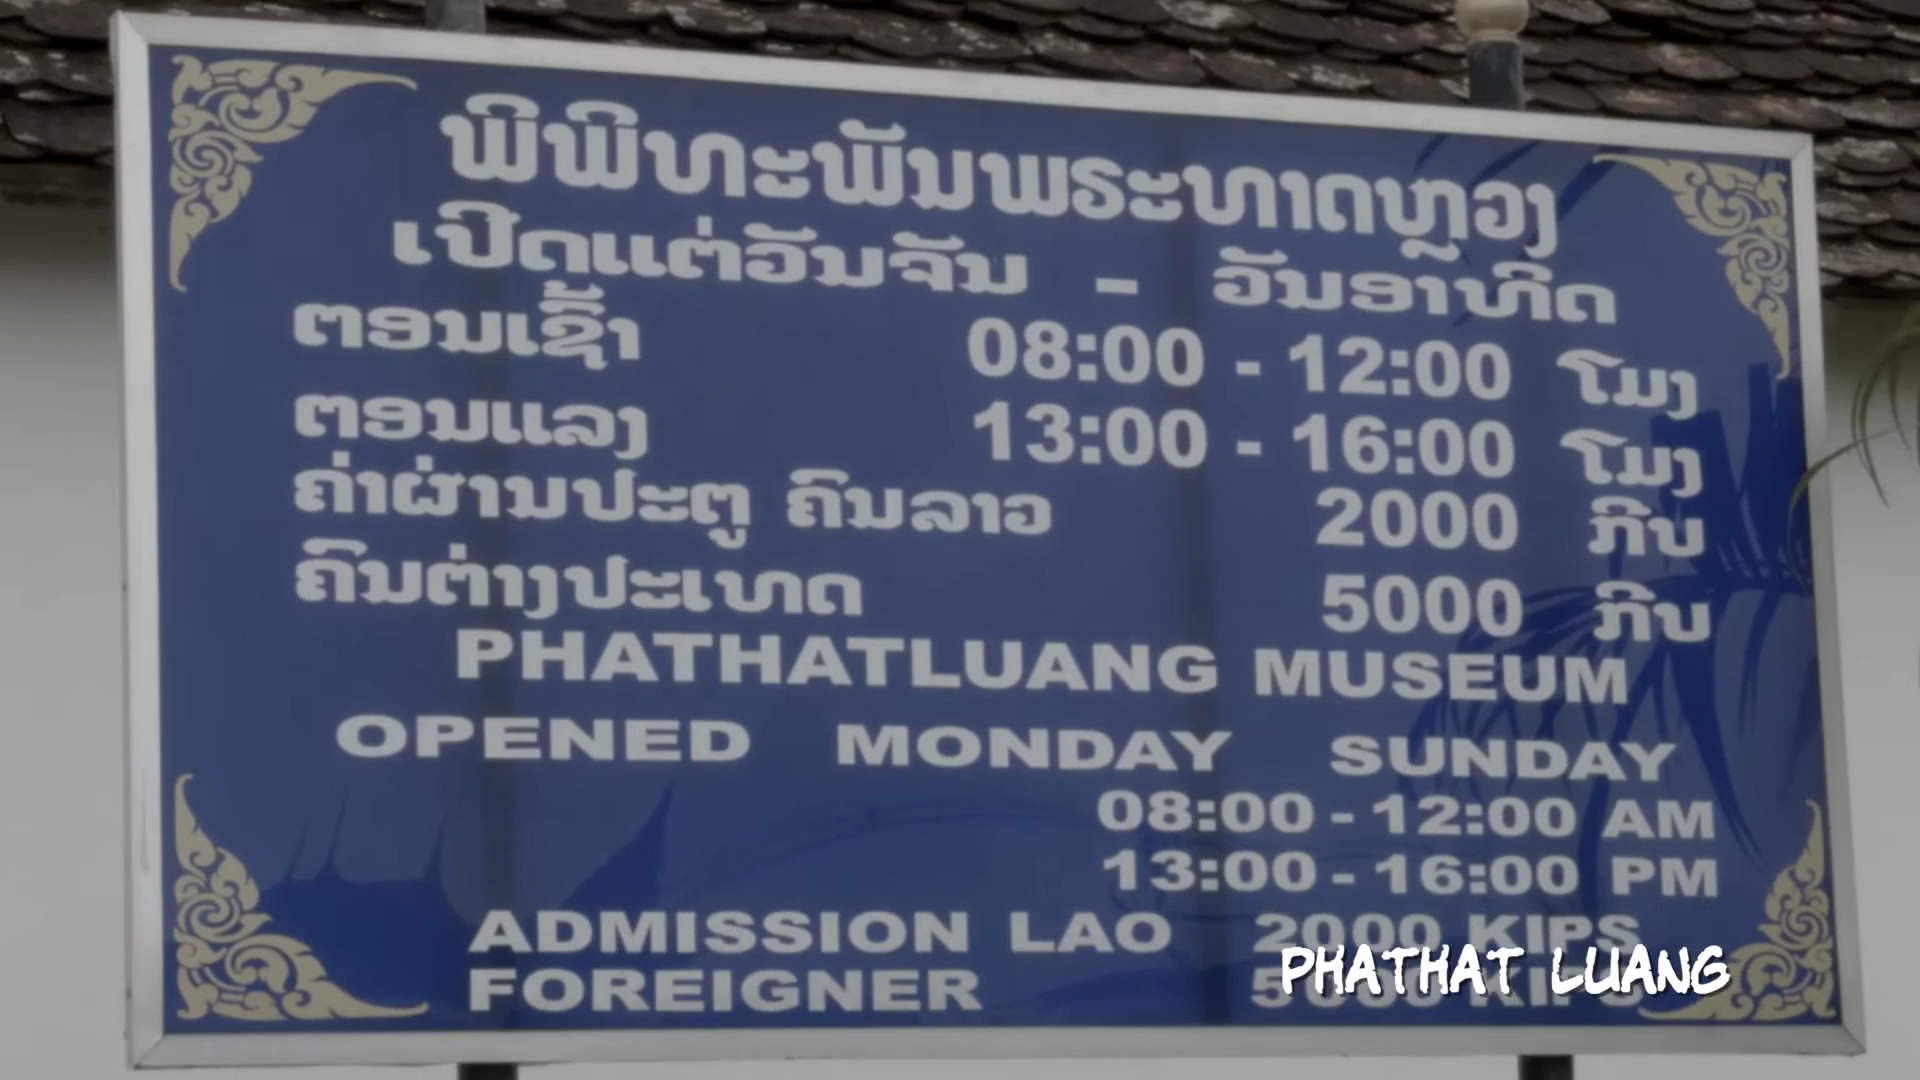 ພິພິທະພັນພຣະທາດຫຼວງ
ເປີດແຕ່ວັນຈັນ - ວັນອາທິດ
ຕອນເຊົ້າ 08:00 - 12:00 ໂມງ
ຕອນແລງ 13:00 - 16:00 ໂມງ
ຄ່າຜ່ານປະຕູ ຄົນລາວ 2000 ກີບ
ຄົນຕ່າງປະເທດ 5000 ກີບ
PHATHATLUANG MUSEUM
OPENED MONDAY SUNDAY
08:00 - 12:00 AM
13:00 - 16:00 PM
ADMISSION LAO 2000 KIPS
FOREIGNER 5000 KIPS
PHATHAT LUANG